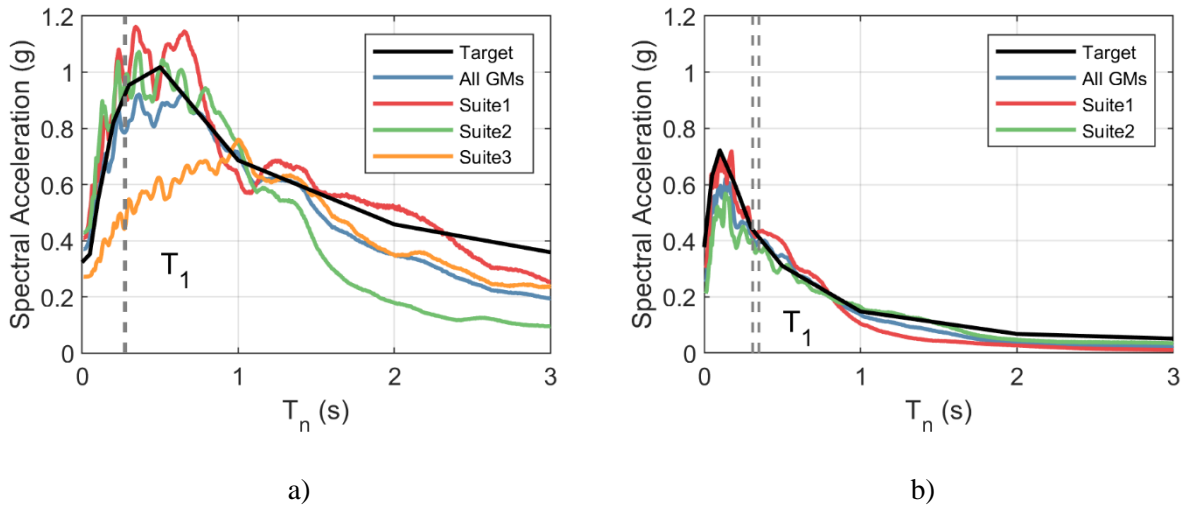 1.2
1
0.8
0.6
0.4
0.2
0
Spectral Acceleration (g)
Target
All GMs
Suite1
Suite2
Suite3
T1
0 1 2 3
Tn (s)
a)
1.2
1
0.8
0.6
0.4
0.2
0
Spectral Acceleration (g)
Target
All GMs
Suite1
Suite2
T1
0 1 2 3
Tn (s)
b)